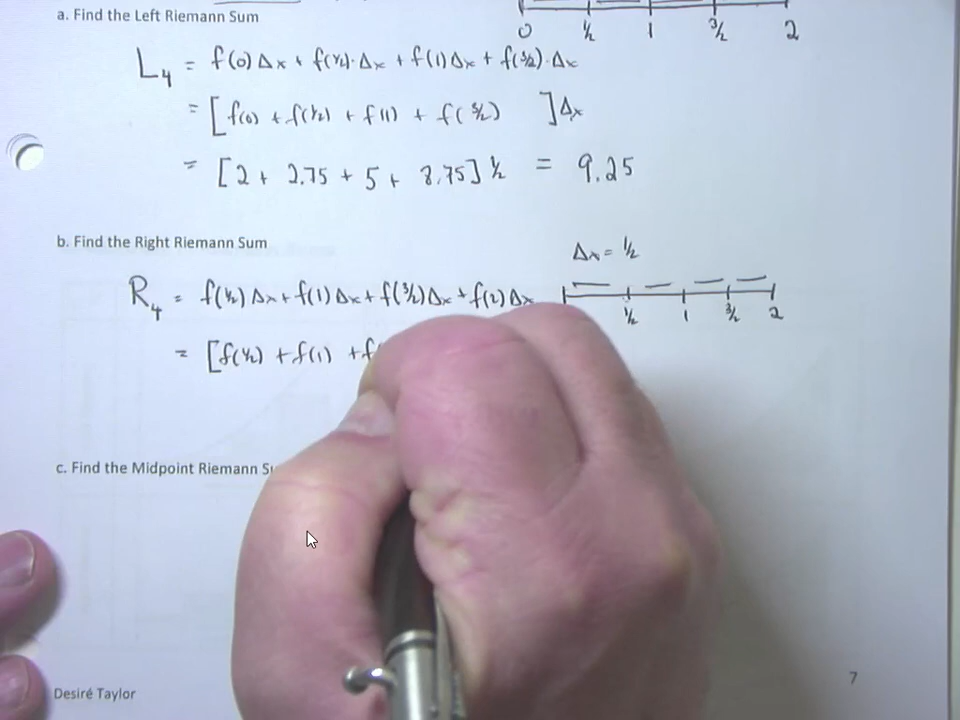 a. Find the Left Riemann Sum
0 ½ 1 3/2 2
L₄ = f(0)Δx + f(½)·Δx + f(1)Δx + f(3/2)·Δx
= [ f(0) + f(½) + f(1) + f(3/2) ] Δx
= [ 2 + 2.75 + 5 + 8.75 ] ½ = 9.25
b. Find the Right Riemann Sum
Δx = ½
R₄ = f(½)Δx + f(1)Δx + f(3/2)Δx + f(2)Δx
½ 1 3/2 2
= [f(½) + f(1) + f
c. Find the Midpoint Riemann
Desiré Taylor
7